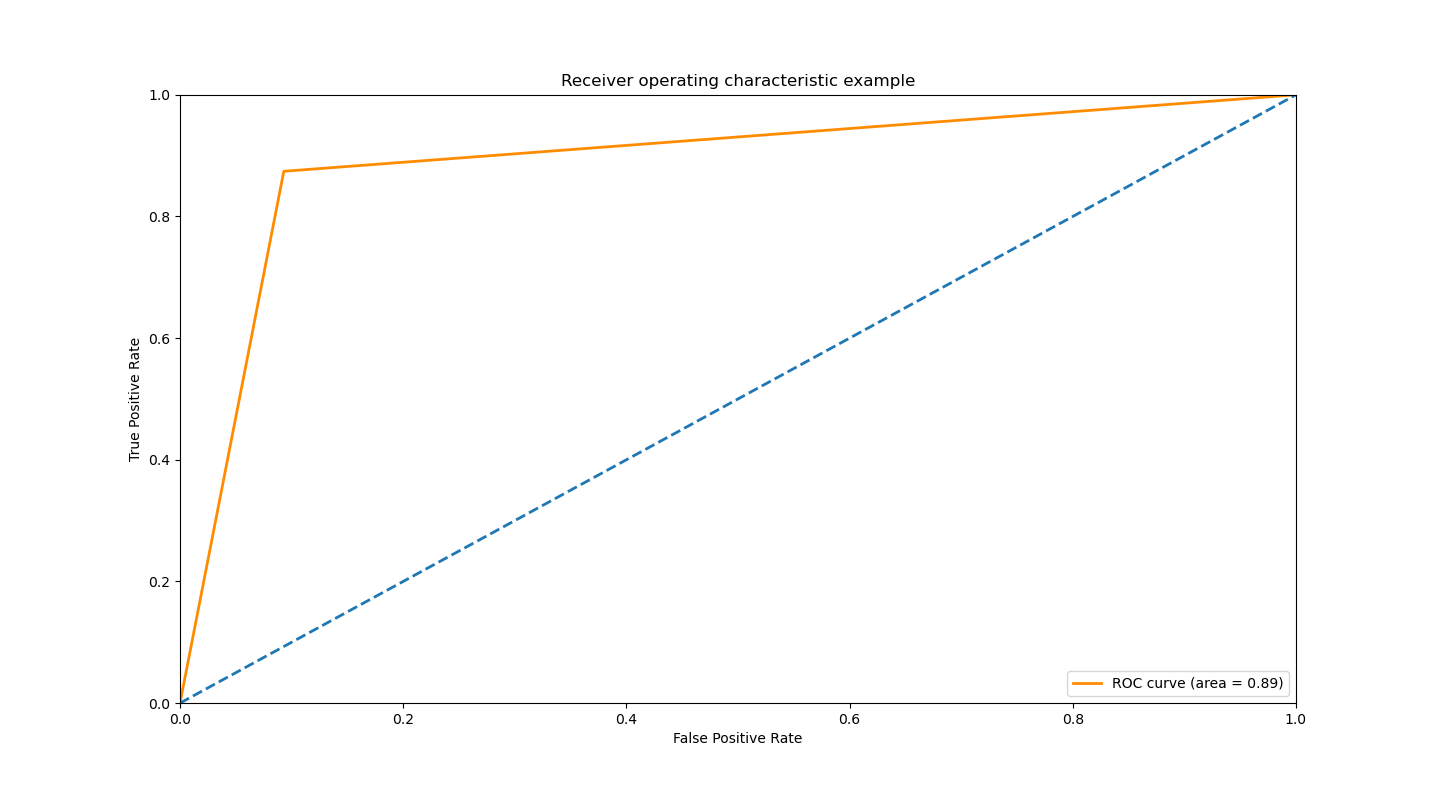 Receiver operating characteristic example
1.0
0.8
0.6
0.4
0.2
0.0
True Positive Rate
ROC curve (area = 0.89)
0.0 0.2 0.4 0.6 0.8 1.0
False Positive Rate